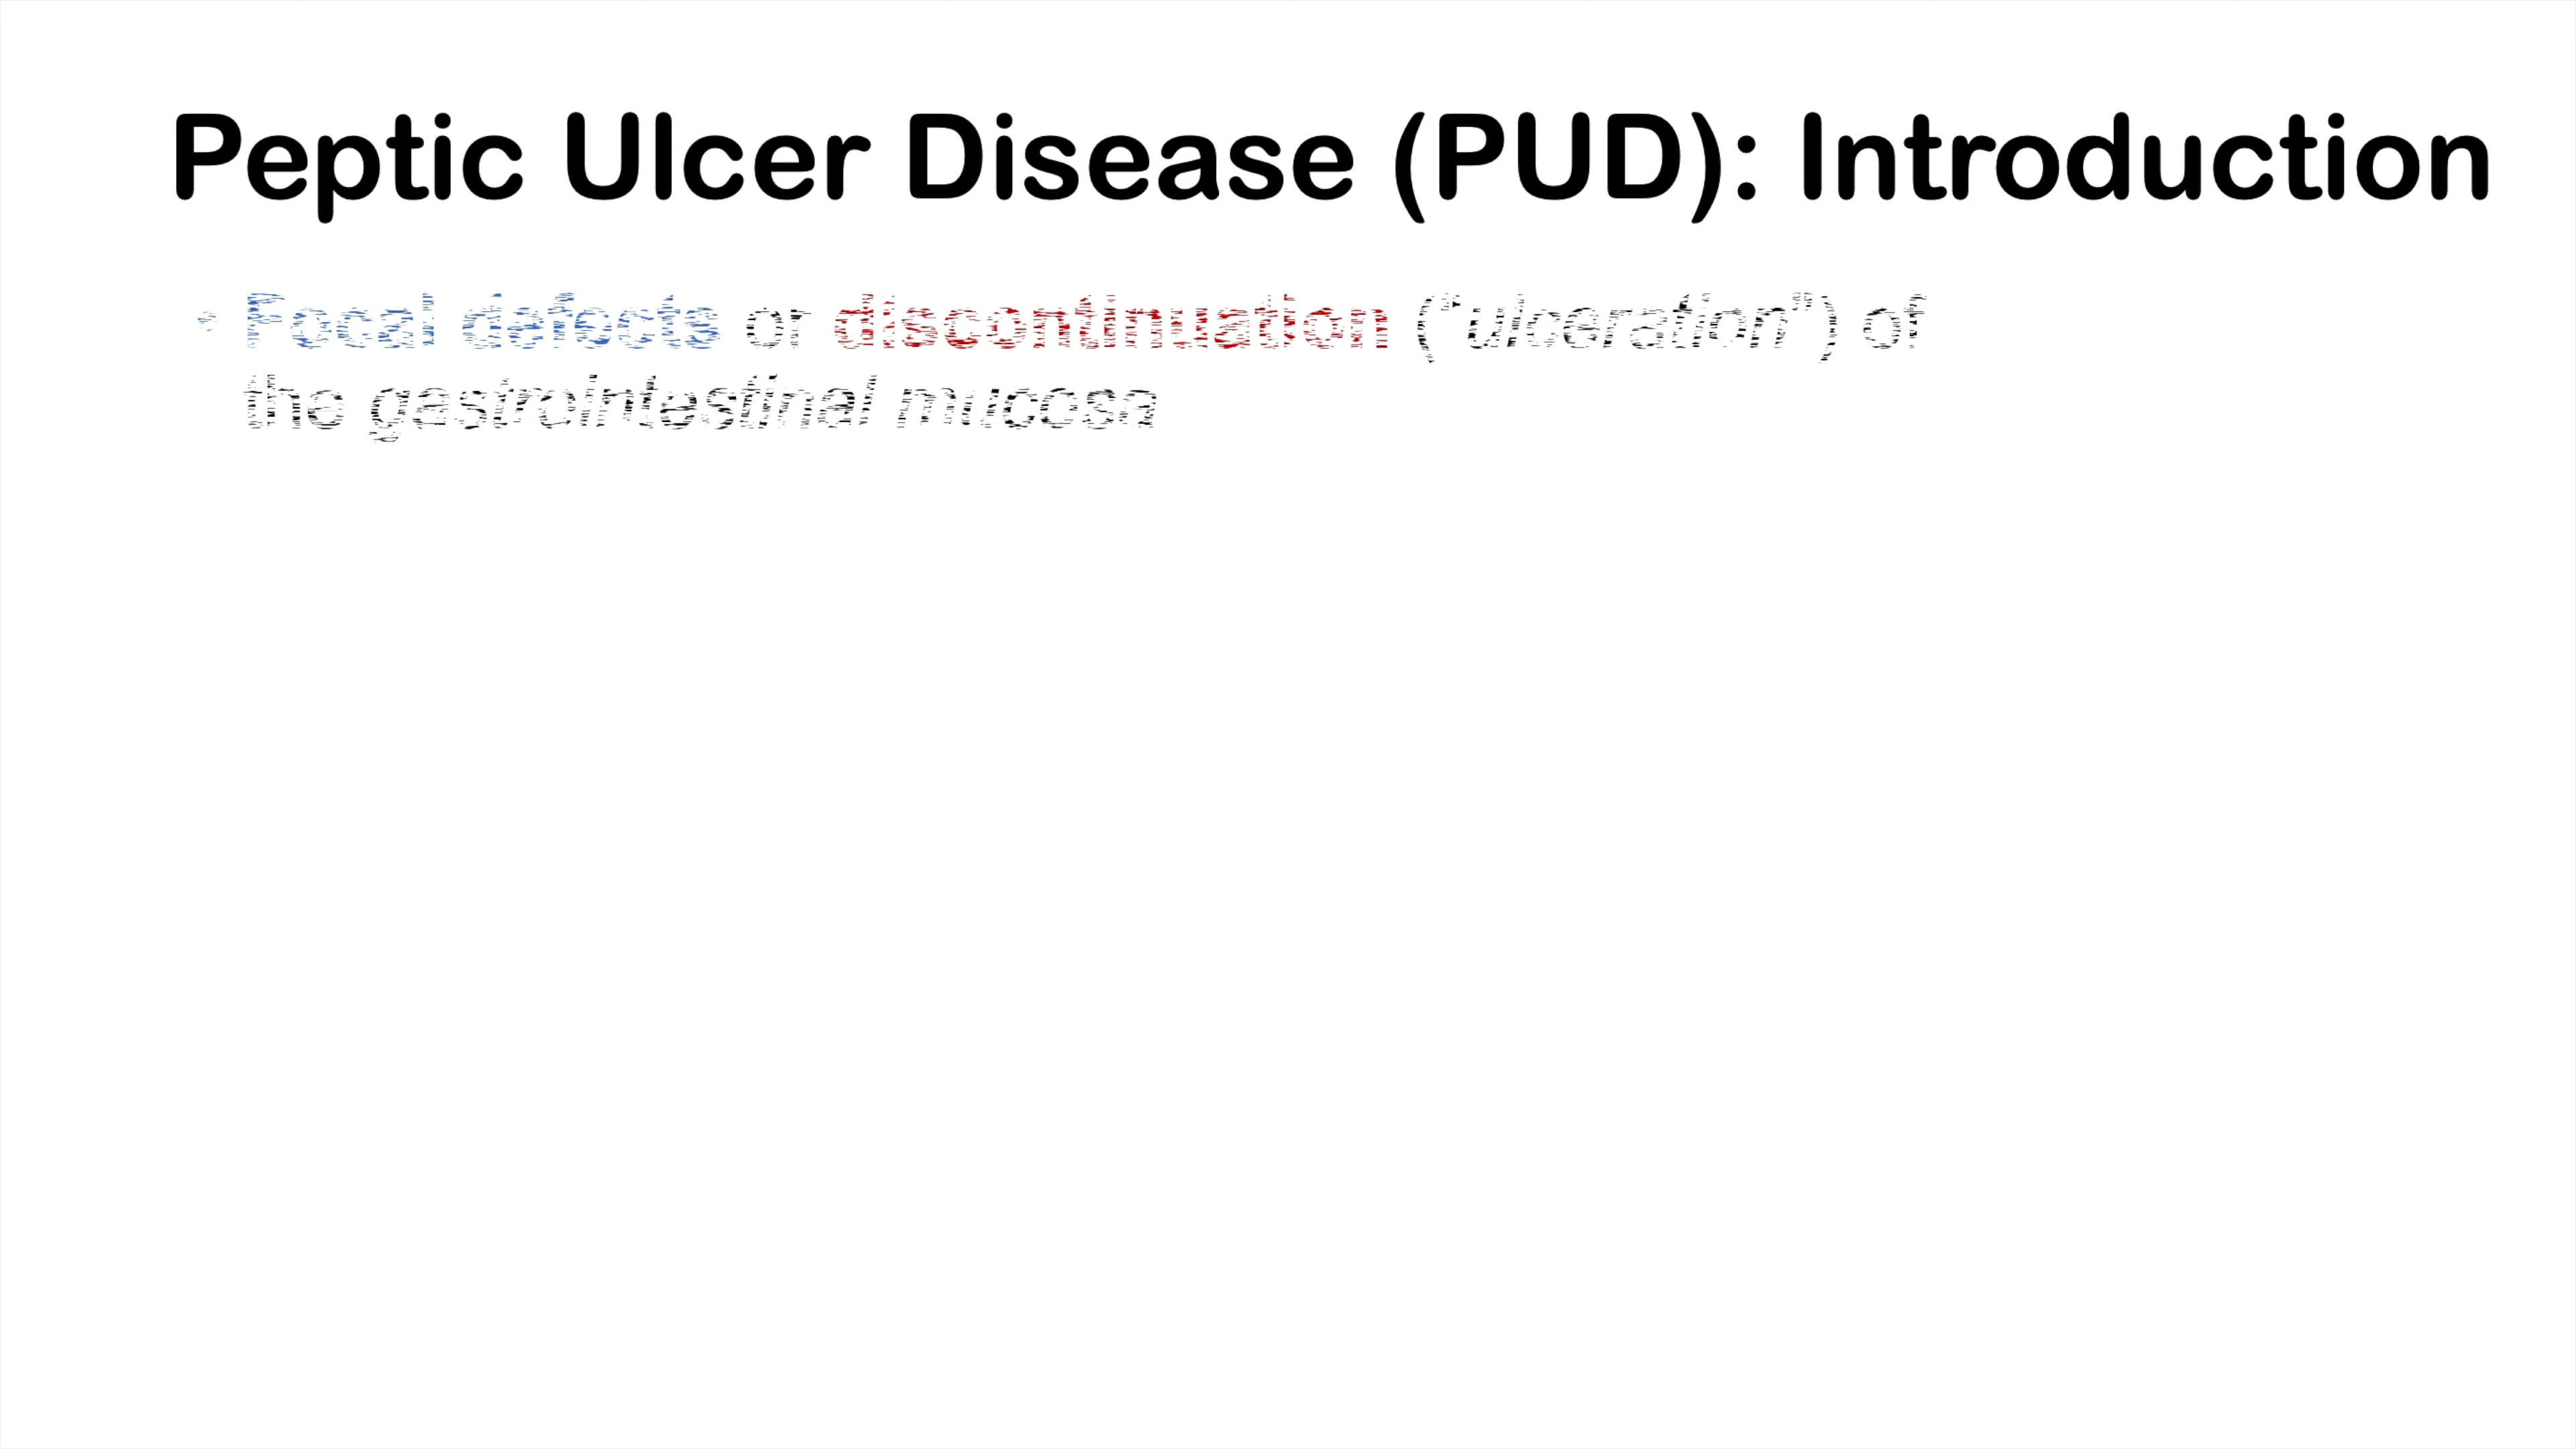 Peptic Ulcer Disease (PUD): Introduction
• Focal defects or discontinuation ("ulceration") of
the gastrointestinal mucosa